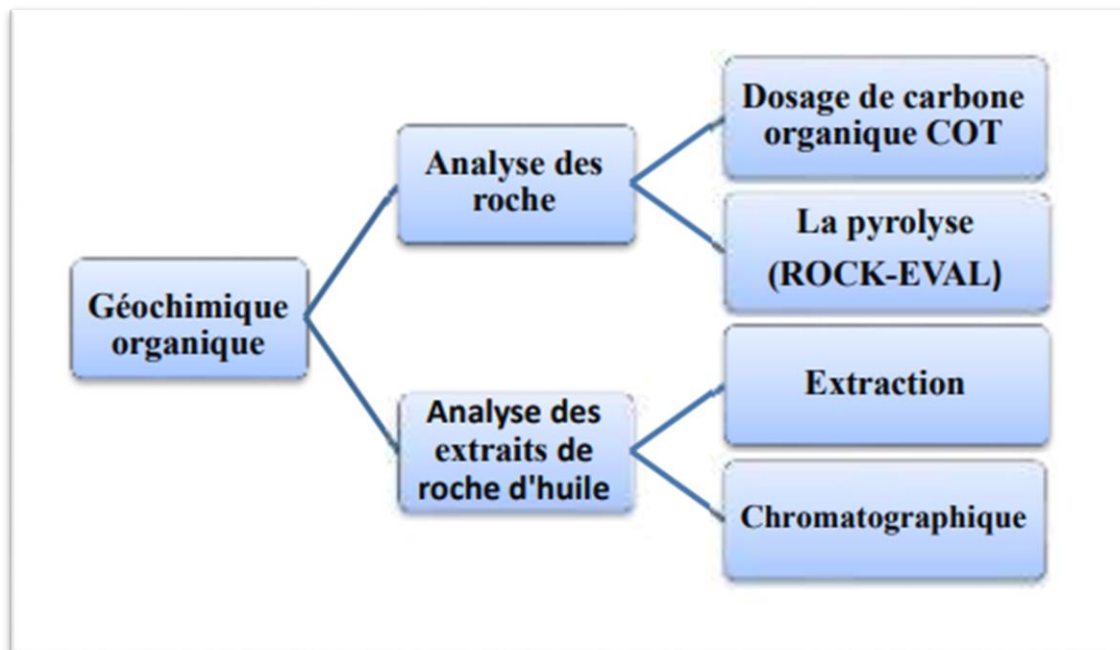 Géochimique
organique
Analyse des
roche
Dosage de carbone
organique COT
La pyrolyse
(ROCK-EVAL)
Analyse des
extraits de
roche d'huile
Extraction
Chromatographique